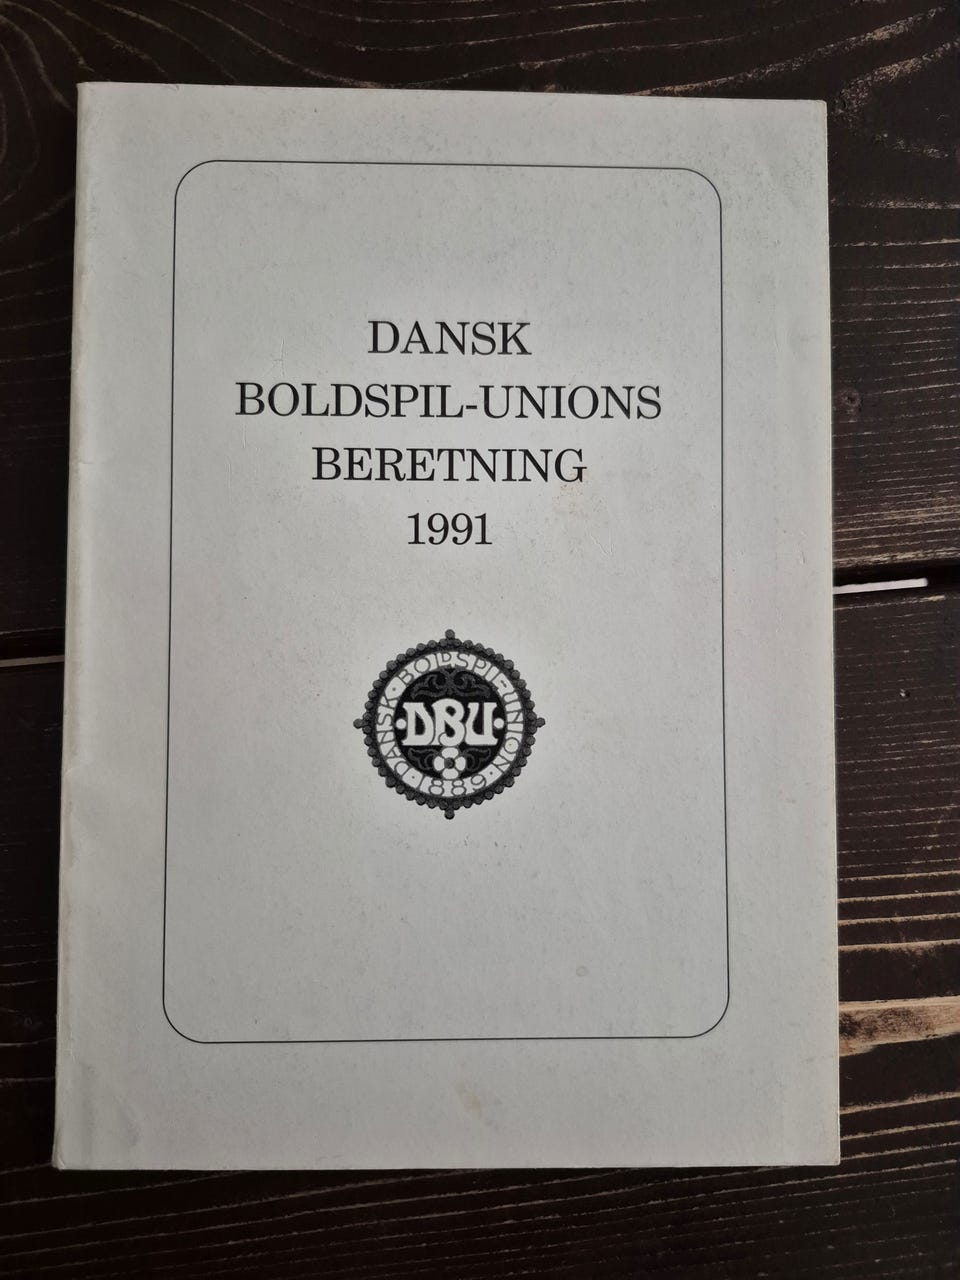 DANSK
BOLDSPIL-UNIONS
BERETNING
1991
DANSK·BOLDSPIL-UNION·
·DBU·
·1889·